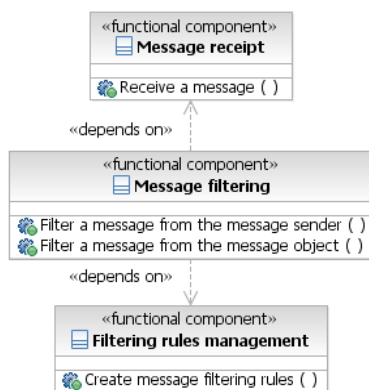 «functional component»
Message receipt
Receive a message ( )
«depends on»
«functional component»
Message filtering
Filter a message from the message sender ( )
Filter a message from the message object ( )
«depends on»
«functional component»
Filtering rules management
Create message filtering rules ( )